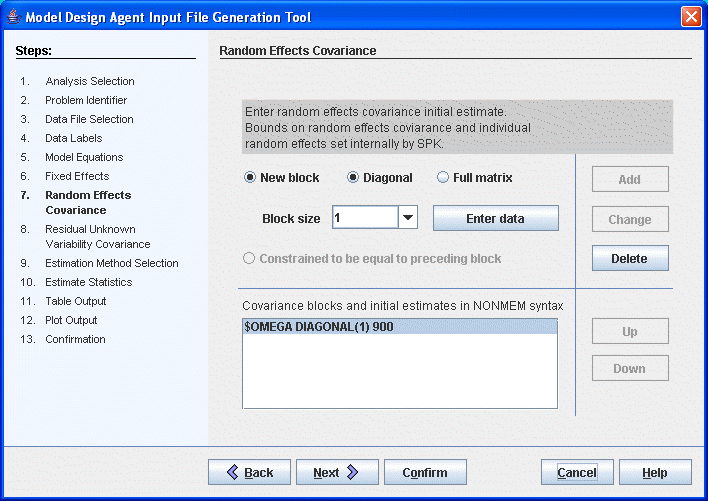 Model Design Agent Input File Generation Tool
Steps:
1. Analysis Selection
2. Problem Identifier
3. Data File Selection
4. Data Labels
5. Model Equations
6. Fixed Effects
7. Random Effects
Covariance
8. Residual Unknown
Variability Covariance
9. Estimation Method Selection
10. Estimate Statistics
11. Table Output
12. Plot Output
13. Confirmation
Random Effects Covariance
Enter random effects covariance initial estimate.
Bounds on random effects coviarance and individual
random effects set internally by SPK.
New block Diagonal Full matrix
Block size 1 Enter data
Constrained to be equal to preceding block
Add
Change
Delete
Covariance blocks and initial estimates in NONMEM syntax
$OMEGA DIAGONAL(1) 900
Up
Down
Back Next Confirm Cancel Help